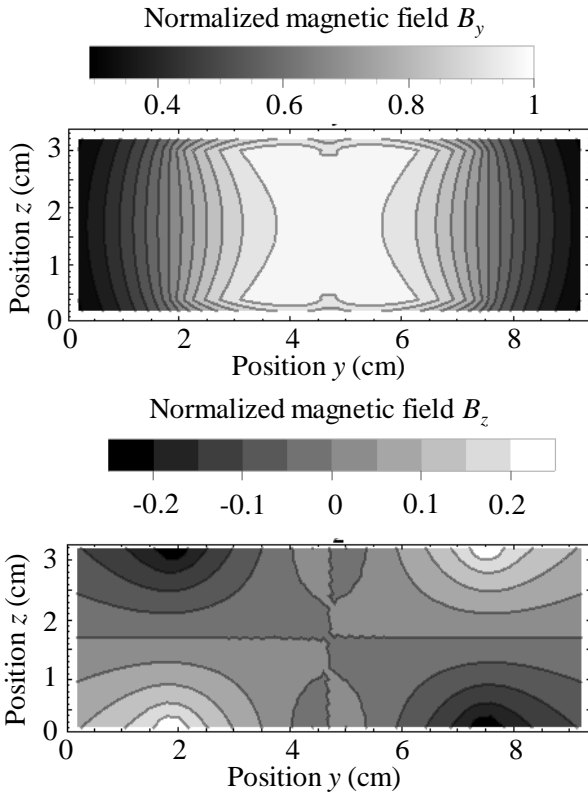 Normalized magnetic field By
0.4 0.6 0.8 1
Position z (cm)
3
2
1
0
0 2 4 6 8
Position y (cm)
Normalized magnetic field Bz
-0.2 -0.1 0 0.1 0.2
Position z (cm)
3
2
1
0
0 2 4 6 8
Position y (cm)